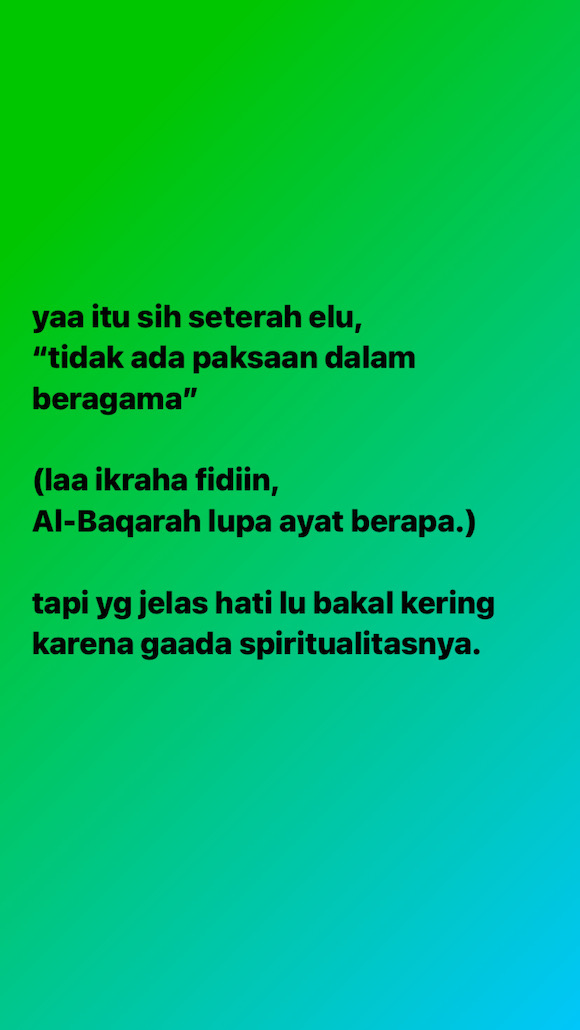 yaa itu sih seterah elu,
“tidak ada paksaan dalam
beragama”
(laa ikraha fidiin,
Al-Baqarah lupa ayat berapa.)
tapi yg jelas hati lu bakal kering
karena gaada spiritualitasnya.